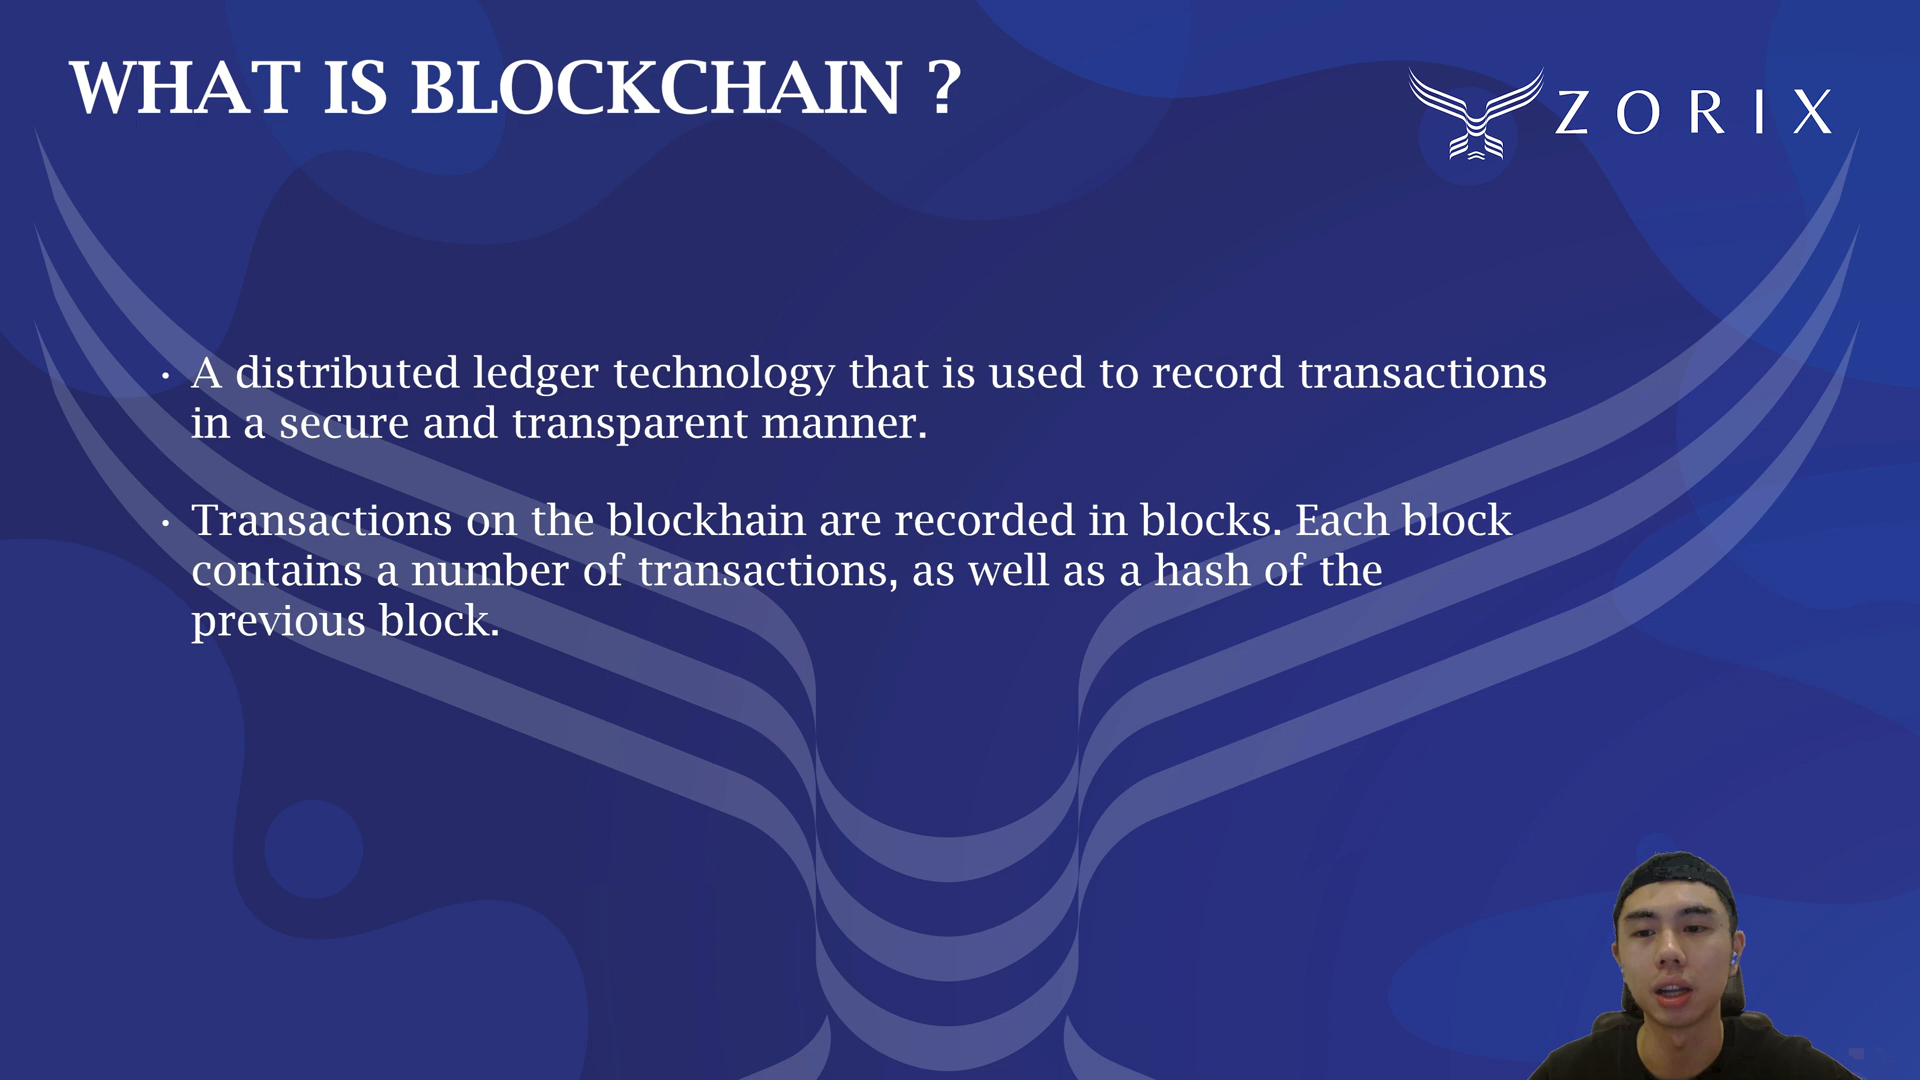 WHAT IS BLOCKCHAIN ?
ZORIX
· A distributed ledger technology that is used to record transactions
in a secure and transparent manner.
· Transactions on the blockhain are recorded in blocks. Each block
contains a number of transactions, as well as a hash of the
previous block.